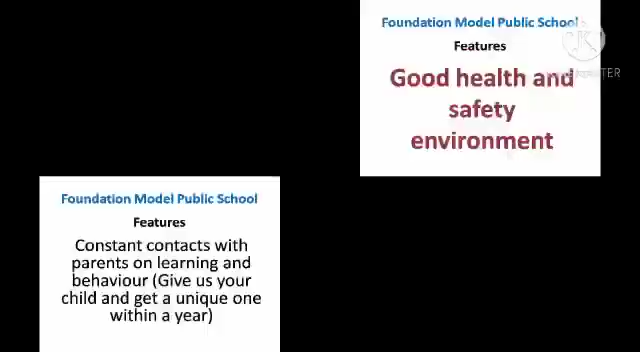 Foundation Model Public School
Features
Good health and
safety
environment
Foundation Model Public School
Features
Constant contacts with
parents on learning and
behaviour (Give us your
child and get a unique one
within a year)